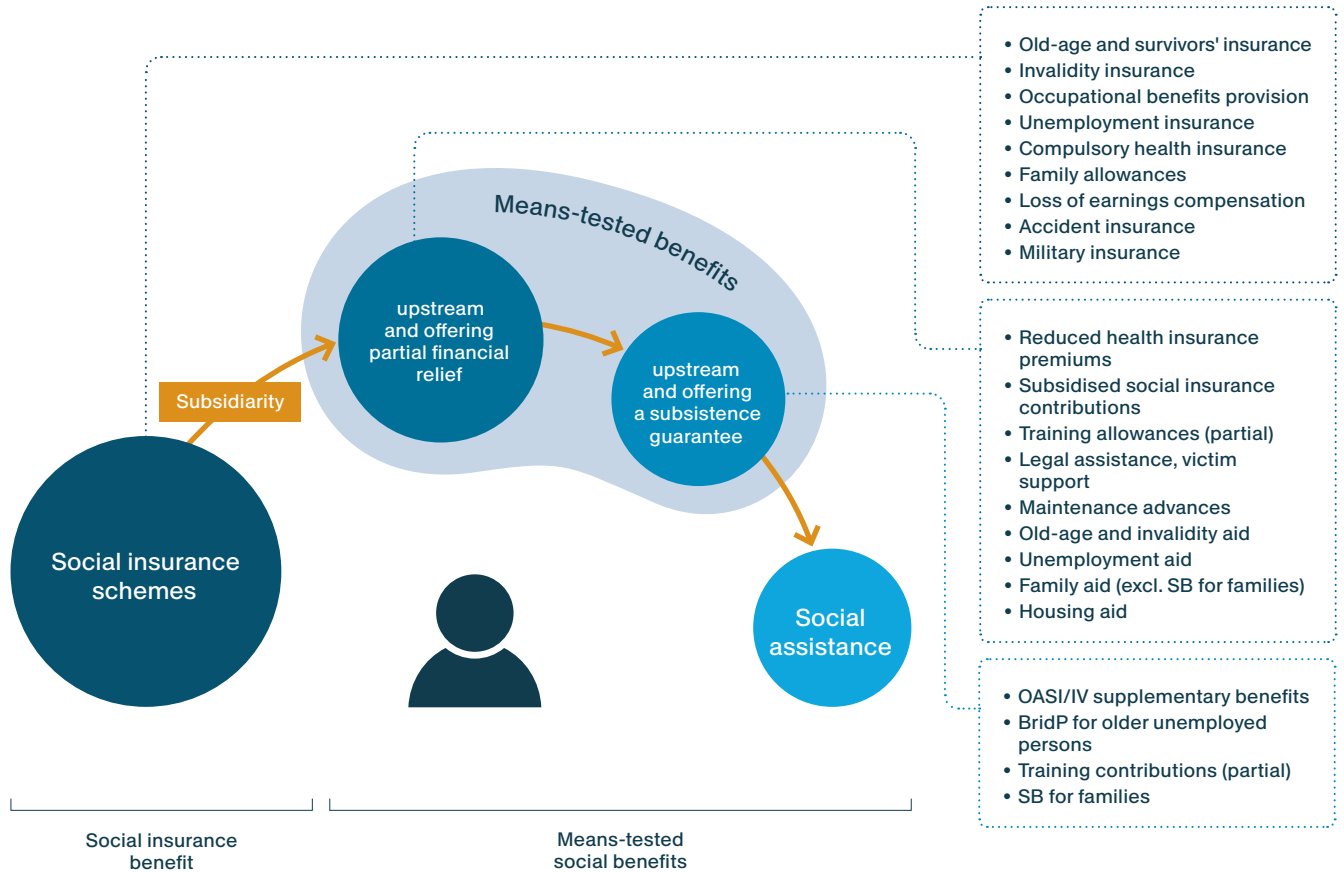 • Old-age and survivors' insurance
• Invalidity insurance
• Occupational benefits provision
• Unemployment insurance
• Compulsory health insurance
• Family allowances
• Loss of earnings compensation
• Accident insurance
• Military insurance
Means-tested benefits
upstream
and offering
partial financial
relief
upstream
and offering
a subsistence
guarantee
Subsidiarity
Social insurance
schemes
Social
assistance
• Reduced health insurance
premiums
• Subsidised social insurance
contributions
• Training allowances (partial)
• Legal assistance, victim
support
• Maintenance advances
• Old-age and invalidity aid
• Unemployment aid
• Family aid (excl. SB for families)
• Housing aid
• OASI/IV supplementary benefits
• BridP for older unemployed
persons
• Training contributions (partial)
• SB for families
Social insurance
benefit
Means-tested
social benefits